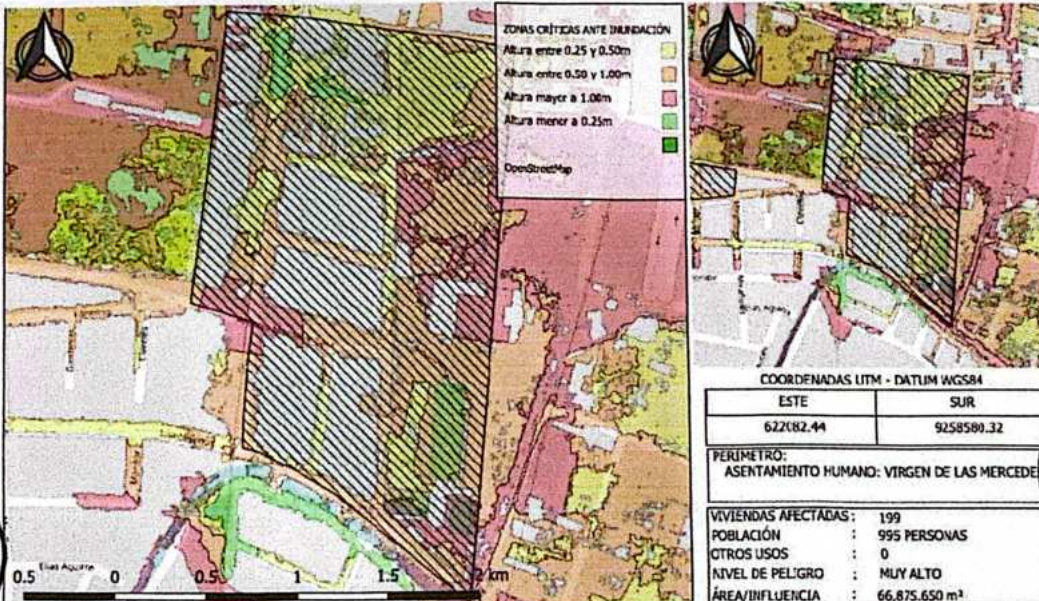 ZONAS CRÍTICAS ANTE INUNDACIÓN
Altura entre 0.25 y 0.50m
Altura entre 0.50 y 1.00m
Altura mayor a 1.00m
Altura menor a 0.25m
OpenStreetMap
Elias Aguirre
0.5 0 0.5 1 1.5 2 km
COORDENADAS UTM - DATUM WGS84
ESTE SUR
622082.44 9258580.32
PERIMETRO:
ASENTAMIENTO HUMANO: VIRGEN DE LAS MERCEDE
VIVIENDAS AFECTADAS : 199
POBLACIÓN : 995 PERSONAS
OTROS USOS : 0
NIVEL DE PELIGRO : MUY ALTO
ÁREA/INFLUENCIA : 66,875.650 m²